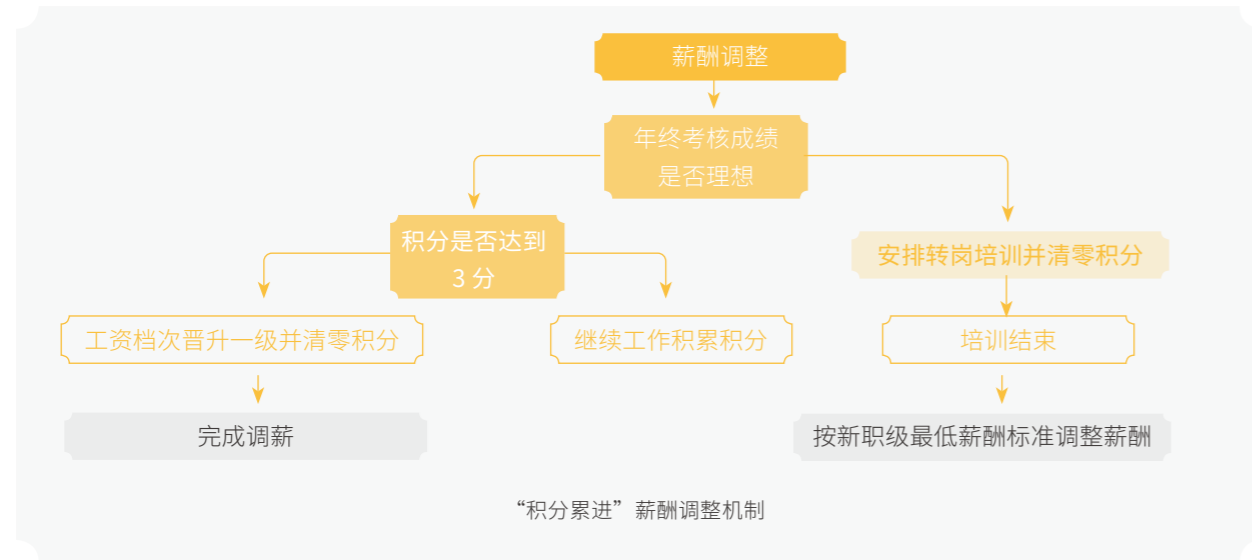 薪酬调整
年终考核成绩
是否理想
积分是否达到
3 分
安排转岗培训并清零积分
工资档次晋升一级并清零积分
继续工作积累积分
培训结束
完成调薪
按新职级最低薪酬标准调整薪酬
“积分累进”薪酬调整机制